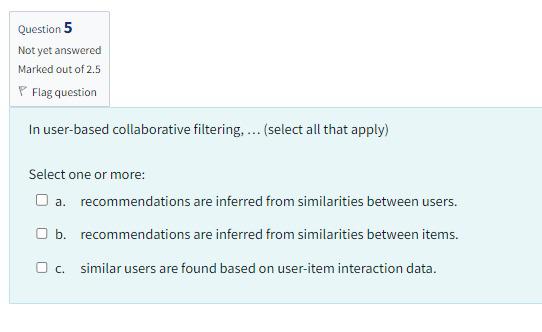 Question 5
Not yet answered
Marked out of 2.5
Flag question
In user-based collaborative filtering, ... (select all that apply)
Select one or more:
a. recommendations are inferred from similarities between users.
b. recommendations are inferred from similarities between items.
c. similar users are found based on user-item interaction data.